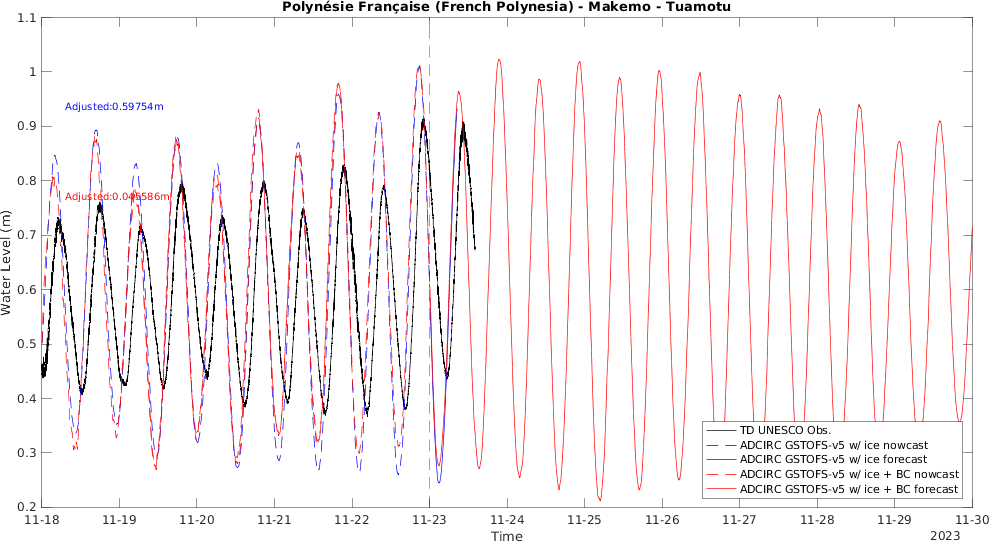 Polynésie Française (French Polynesia) - Makemo - Tuamotu
1.1
1
0.9
0.8
0.7
0.6
0.5
0.4
0.3
0.2
Water Level (m)
Adjusted:0.59754m
Adjusted:0.045586m
TD UNESCO Obs.
ADCIRC GSTOFS-v5 w/ ice nowcast
ADCIRC GSTOFS-v5 w/ ice forecast
ADCIRC GSTOFS-v5 w/ ice + BC nowcast
ADCIRC GSTOFS-v5 w/ ice + BC forecast
11-18 11-19 11-20 11-21 11-22 11-23 11-24 11-25 11-26 11-27 11-28 11-29 11-30
Time
2023